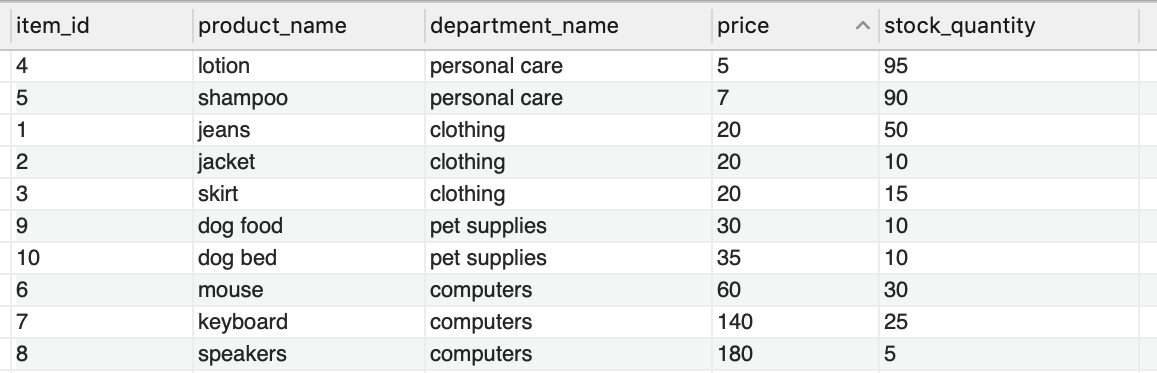 item_id product_name department_name price stock_quantity
4 lotion personal care 5 95
5 shampoo personal care 7 90
1 jeans clothing 20 50
2 jacket clothing 20 10
3 skirt clothing 20 15
9 dog food pet supplies 30 10
10 dog bed pet supplies 35 10
6 mouse computers 60 30
7 keyboard computers 140 25
8 speakers computers 180 5